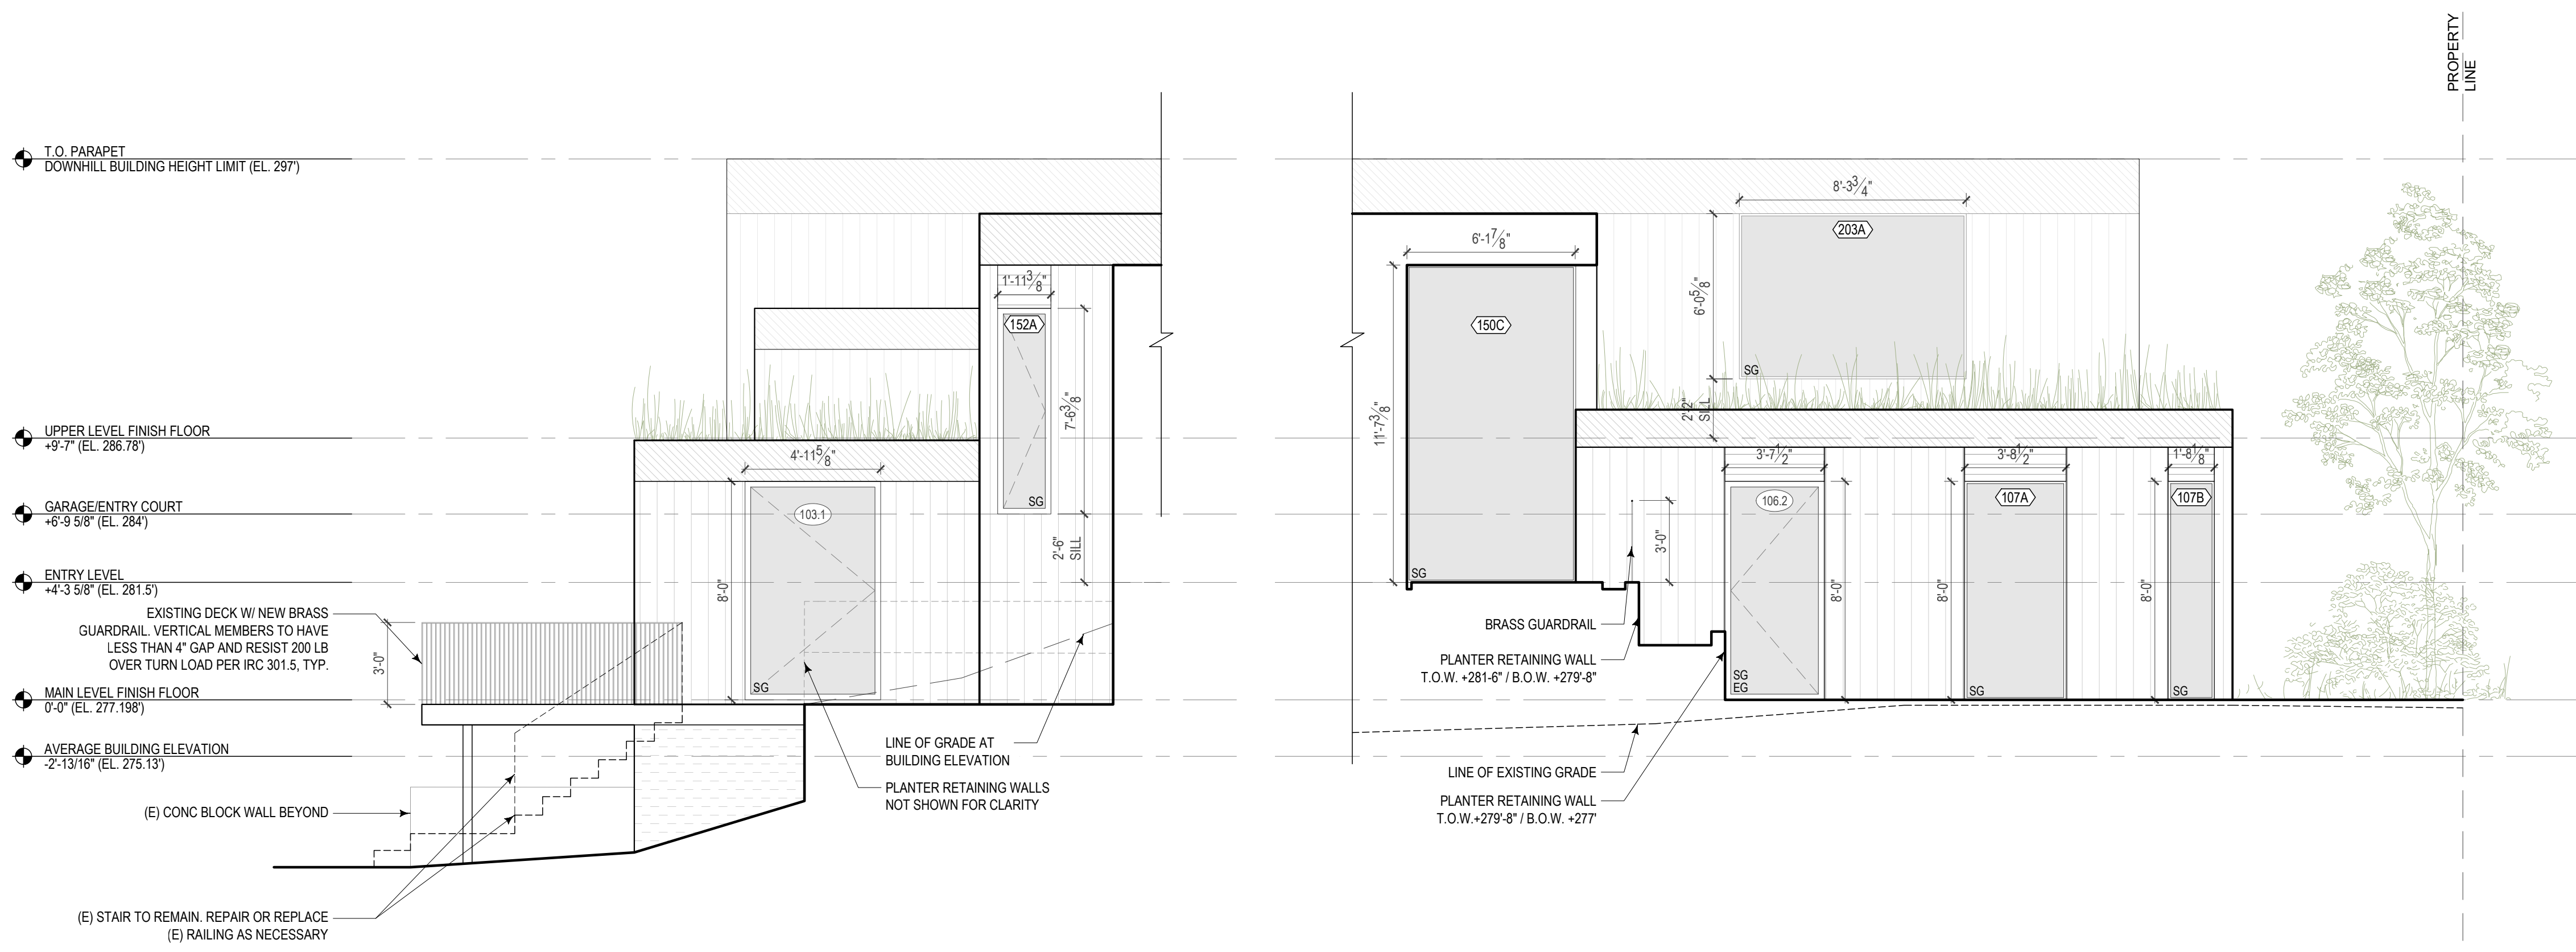 PROPERTY
LINE
T.O. PARAPET
DOWNHILL BUILDING HEIGHT LIMIT (EL. 297')
UPPER LEVEL FINISH FLOOR
+9'-7" (EL. 286.78')
GARAGE/ENTRY COURT
+6'-9 5/8" (EL. 284')
ENTRY LEVEL
+4'-3 5/8" (EL. 281.5')
EXISTING DECK W/ NEW BRASS
GUARDRAIL. VERTICAL MEMBERS TO HAVE
LESS THAN 4" GAP AND RESIST 200 LB
OVER TURN LOAD PER IRC 301.5, TYP.
3'-0"
MAIN LEVEL FINISH FLOOR
0'-0" (EL. 277.198')
AVERAGE BUILDING ELEVATION
-2'-13/16" (EL. 275.13')
(E) CONC BLOCK WALL BEYOND
(E) STAIR TO REMAIN. REPAIR OR REPLACE
(E) RAILING AS NECESSARY
4'-11 5/8"
103.1
8'-0"
SG
1'-11 3/8"
152A
SG
7'-6 3/8"
2'-6"
SILL
LINE OF GRADE AT
BUILDING ELEVATION
PLANTER RETAINING WALLS
NOT SHOWN FOR CLARITY
6'-1 7/8"
150C
11'-7 3/8"
SG
8'-3 3/4"
203A
6'-0 5/8"
SG
2'-2"
SILL
3'-7 1/2"
106.2
SG
EG
8'-0"
3'-8 1/2"
107A
8'-0"
SG
1'-8 1/8"
107B
8'-0"
SG
3'-0"
BRASS GUARDRAIL
PLANTER RETAINING WALL
T.O.W. +281-6" / B.O.W. +279'-8"
LINE OF EXISTING GRADE
PLANTER RETAINING WALL
T.O.W.+279'-8" / B.O.W. +277'